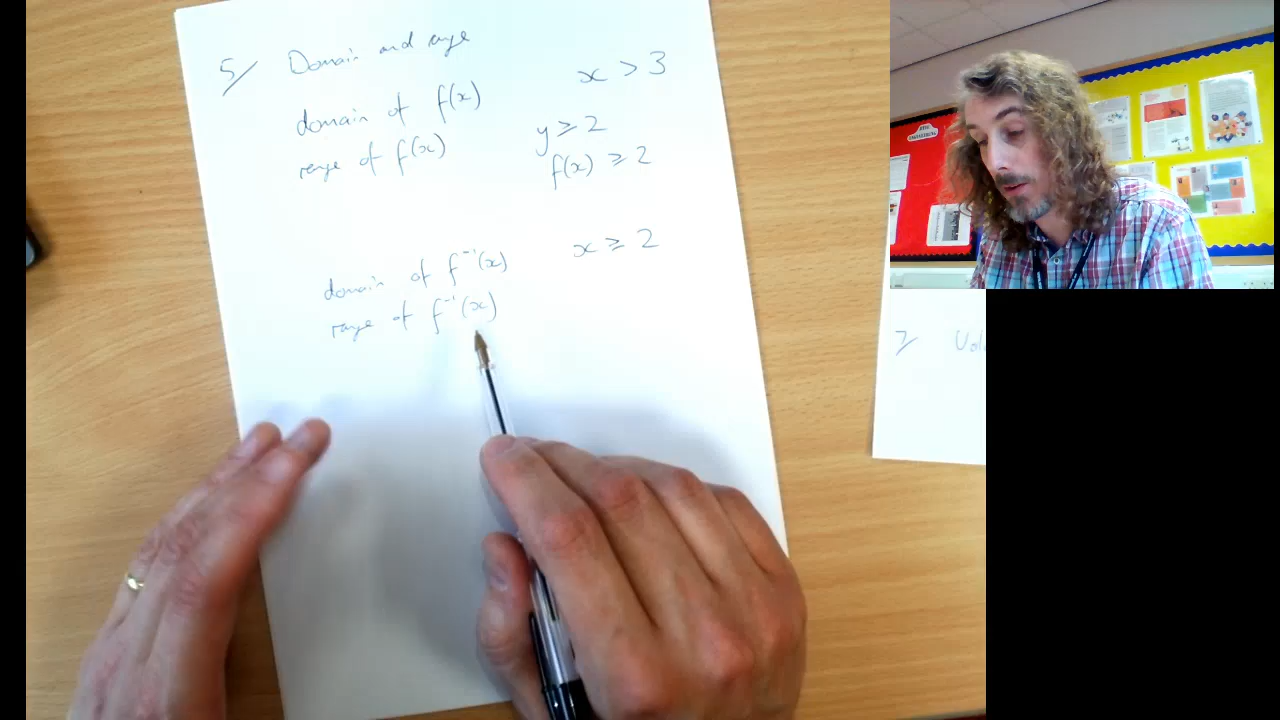 5/ Domain and range
x > 3
domain of f(x)
y ≥ 2
range of f(x)
f(x) ≥ 2
domain of f⁻¹(x)
x ≥ 2
range of f⁻¹(x)
7/